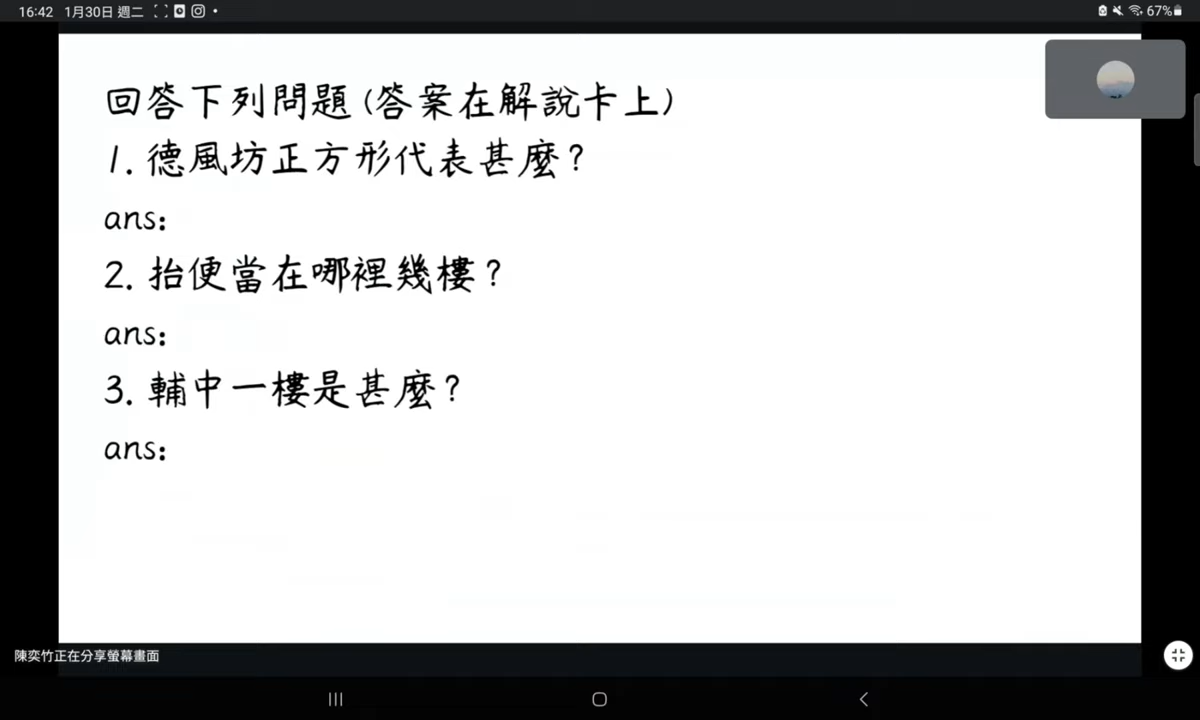 16:42 1月30日 週二 67%
回答下列問題(答案在解說卡上)
1. 德風坊正方形代表甚麼?
ans:
2. 抬便當在哪裡幾樓?
ans:
3. 輔中一樓是甚麼?
ans:
陳奕竹正在分享螢幕畫面